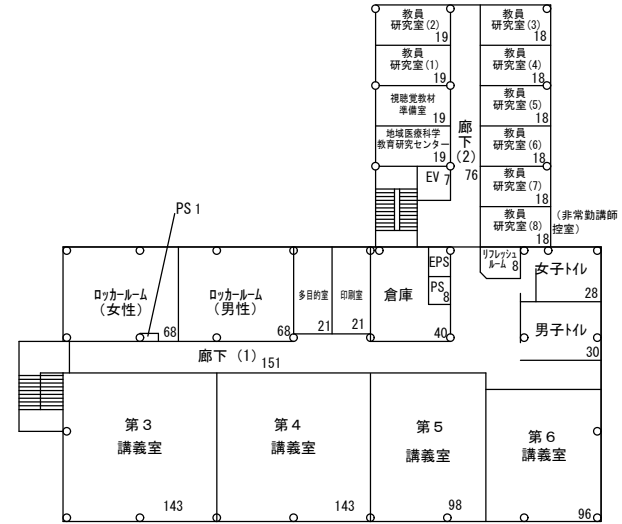 教員
研究室(2)
19
教員
研究室(3)
18
教員
研究室(1)
19
教員
研究室(4)
18
視聴覚教材
準備室
19
教員
研究室(5)
18
地域医療科学
教育研究センター
19
廊下(2)
76
教員
研究室(6)
18
EV 7
教員
研究室(7)
18
教員
研究室(8)
18
(非常勤講師
控室)
PS 1
ロッカールーム
(女性)
68
ロッカールーム
(男性)
68
多目的室
21
印刷室
21
倉庫
40
EPS
PS
8
リフレッシュ
ルーム 8
女子トイレ
28
男子トイレ
30
廊下 (1)
151
第3
講義室
143
第4
講義室
143
第5
講義室
98
第6
講義室
96